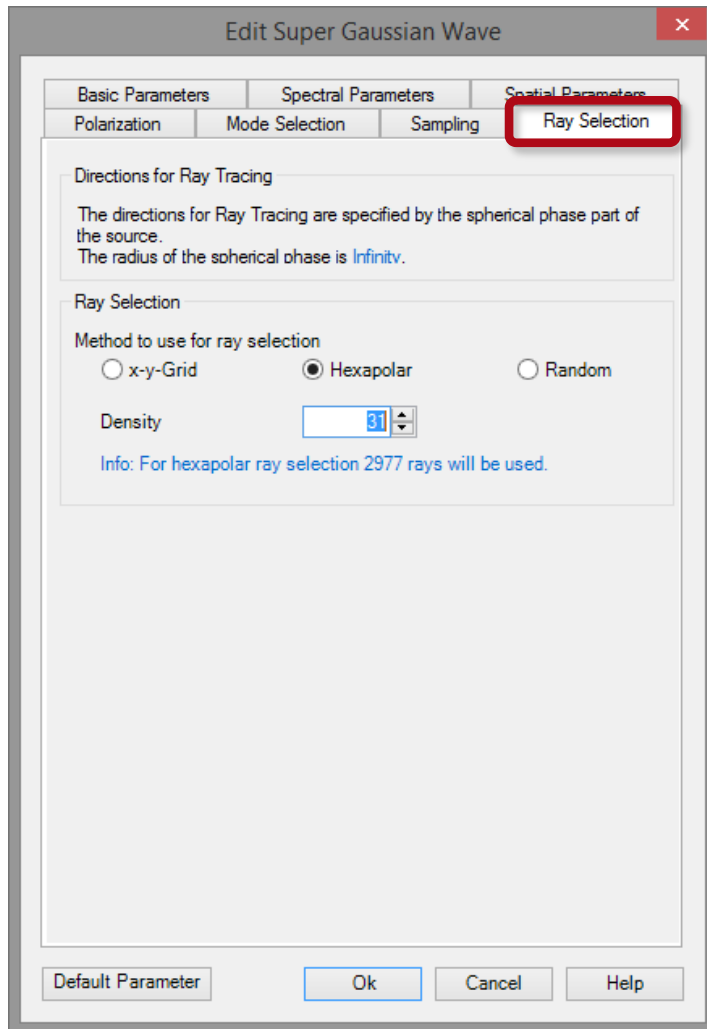 Edit Super Gaussian Wave
Basic Parameters
Spectral Parameters
Spatial Parameters
Polarization
Mode Selection
Sampling
Ray Selection
Directions for Ray Tracing
The directions for Ray Tracing are specified by the spherical phase part of
the source.
The radius of the spherical phase is Infinity.
Ray Selection
Method to use for ray selection
x-y-Grid
Hexapolar
Random
Density
31
Info: For hexapolar ray selection 2977 rays will be used.
Default Parameter
Ok
Cancel
Help